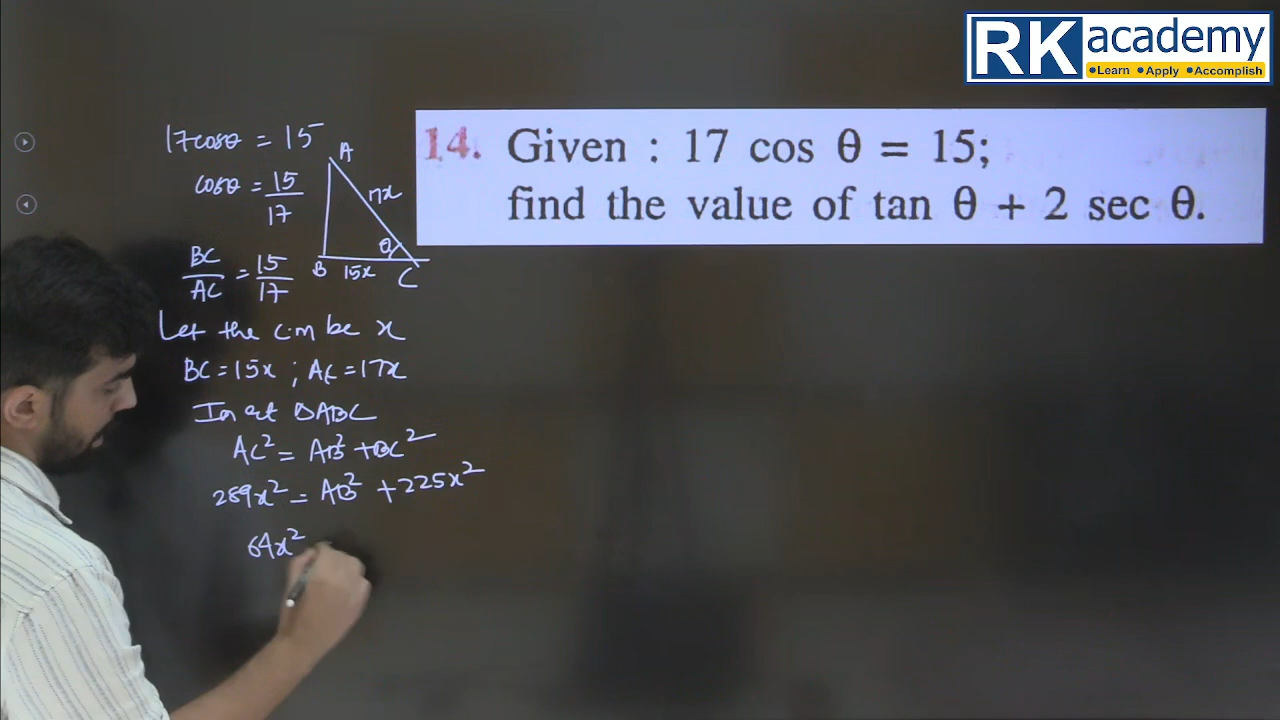 RK academy
•Learn •Apply •Accomplish
14. Given : 17 cos θ = 15;
find the value of tan θ + 2 sec θ.
17cosθ = 15
cosθ = 15/17
A
17x
θ
B 15x C
BC/AC = 15/17
Let the c.m be x
BC = 15x ; AC = 17x
In rt ΔABC
AC² = AB² + BC²
289x² = AB² + 225x²
64x²